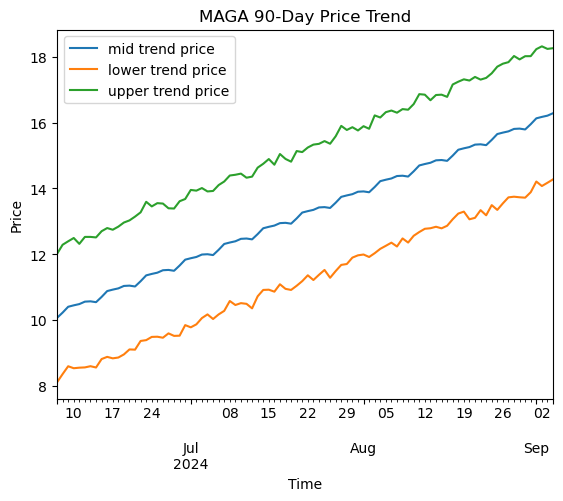 MAGA 90-Day Price Trend
mid trend price
lower trend price
upper trend price
Price
18
16
14
12
10
8
10 17 24 08 15 22 29 05 12 19 26 02
Jul Aug Sep
2024
Time